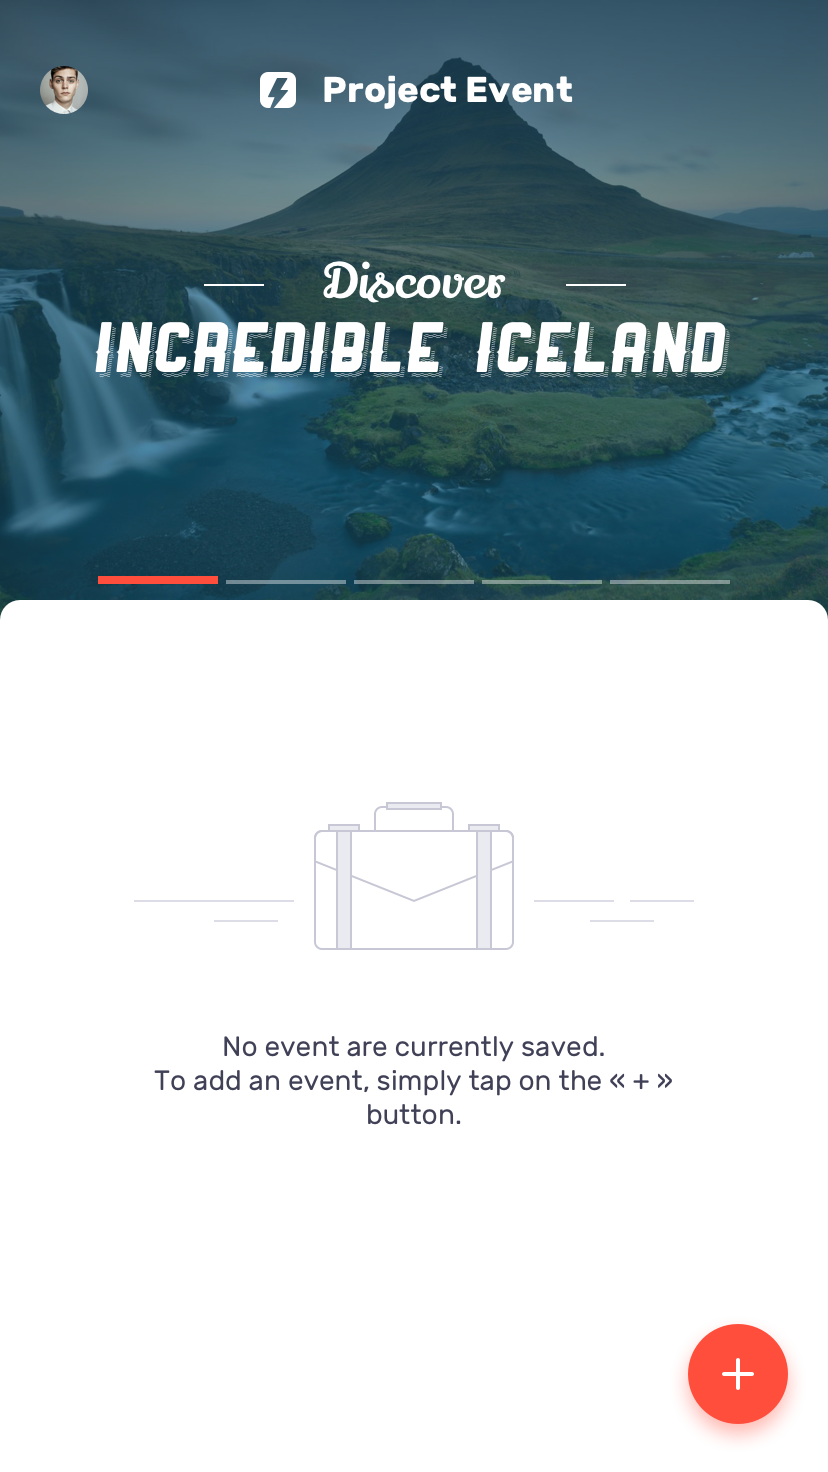 Project Event
Discover
INCREDIBLE ICELAND
No event are currently saved.
To add an event, simply tap on the « + »
button.